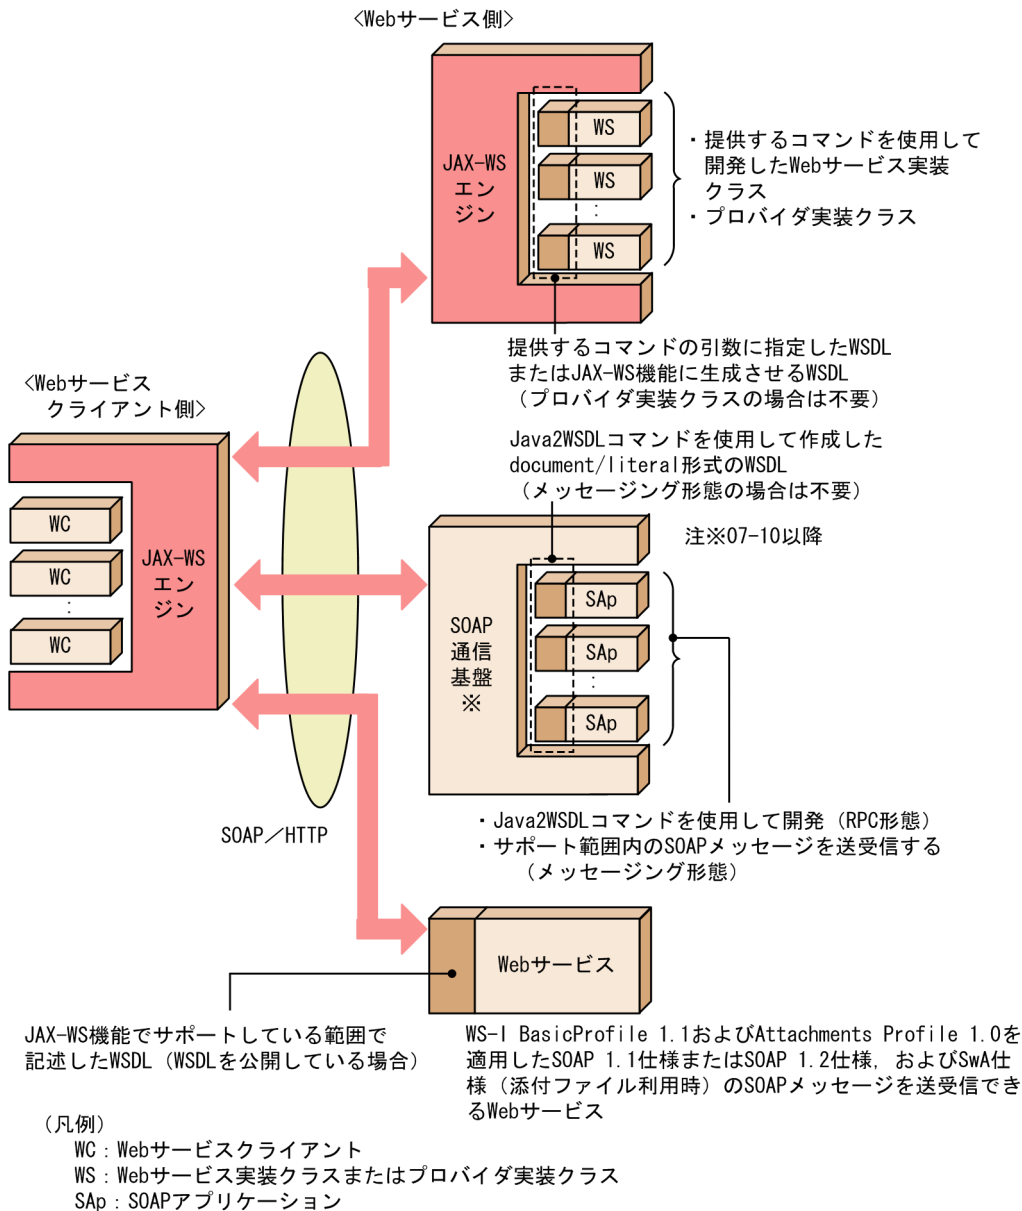 <Webサービス側>
JAX-WS
エン
ジン
WS
WS
:
WS
・提供するコマンドを使用して
開発したWebサービス実装
クラス
・プロバイダ実装クラス
提供するコマンドの引数に指定したWSDL
またはJAX-WS機能に生成させるWSDL
（プロバイダ実装クラスの場合は不要）
<Webサービス
クライアント側>
WC
WC
:
WC
JAX-WS
エン
ジン
Java2WSDLコマンドを使用して作成した
document/literal形式のWSDL
（メッセージング形態の場合は不要）
注※07-10以降
SOAP
通信
基盤
※
SAp
SAp
:
SAp
SOAP／HTTP
・Java2WSDLコマンドを使用して開発（RPC形態）
・サポート範囲内のSOAPメッセージを送受信する
（メッセージング形態）
Webサービス
JAX-WS機能でサポートしている範囲で
記述したWSDL（WSDLを公開している場合）
WS-I BasicProfile 1.1およびAttachments Profile 1.0を
適用したSOAP 1.1仕様またはSOAP 1.2仕様，およびSwA仕
様（添付ファイル利用時）のSOAPメッセージを送受信でき
るWebサービス
（凡例）
WC：Webサービスクライアント
WS：Webサービス実装クラスまたはプロバイダ実装クラス
SAp：SOAPアプリケーション